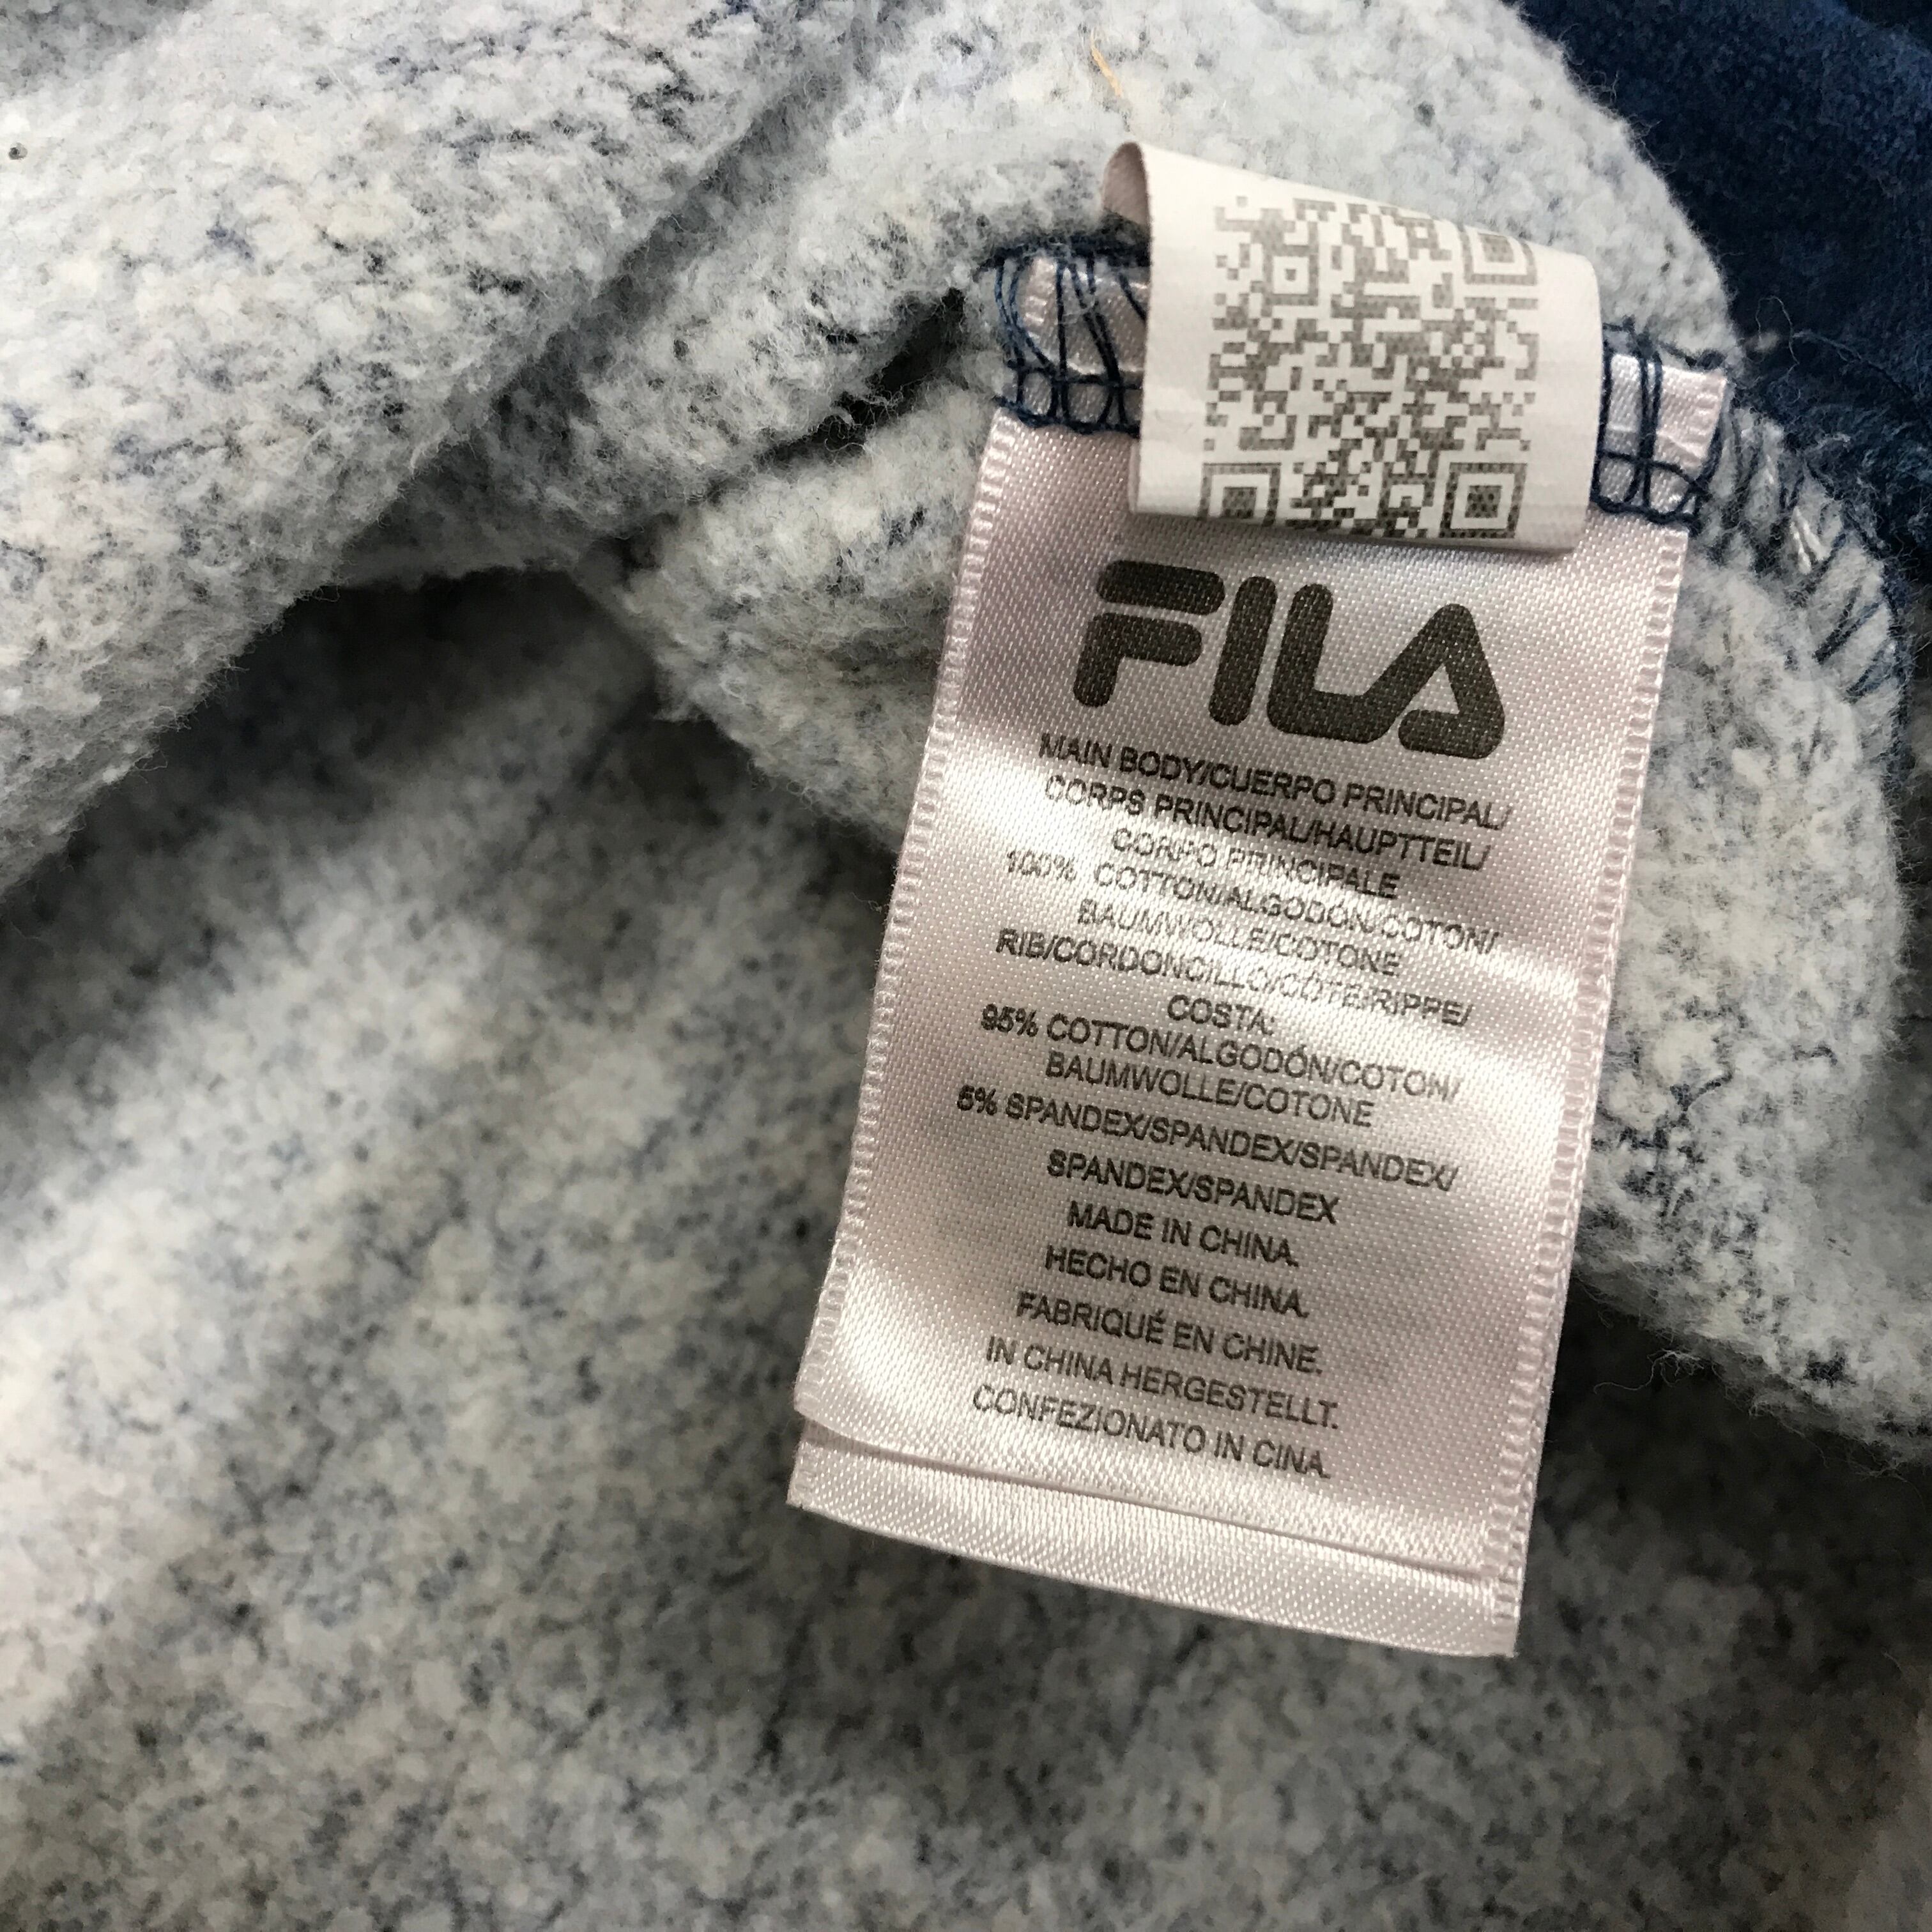 FILA
MAIN BODY/CUERPO PRINCIPAL/
CORPS PRINCIPAL/HAUPTTEIL/
CORPO PRINCIPALE
100% COTTON/ALGODÓN/COTON/
BAUMWOLLE/COTONE
RIB/CORDONCILLO/CÔTE/RIPPE/
COSTA:
95% COTTON/ALGODÓN/COTON/
BAUMWOLLE/COTONE
5% SPANDEX/SPANDEX/SPANDEX/
SPANDEX/SPANDEX
MADE IN CHINA.
HECHO EN CHINA.
FABRIQUÉ EN CHINE.
IN CHINA HERGESTELLT.
CONFEZIONATO IN CINA.